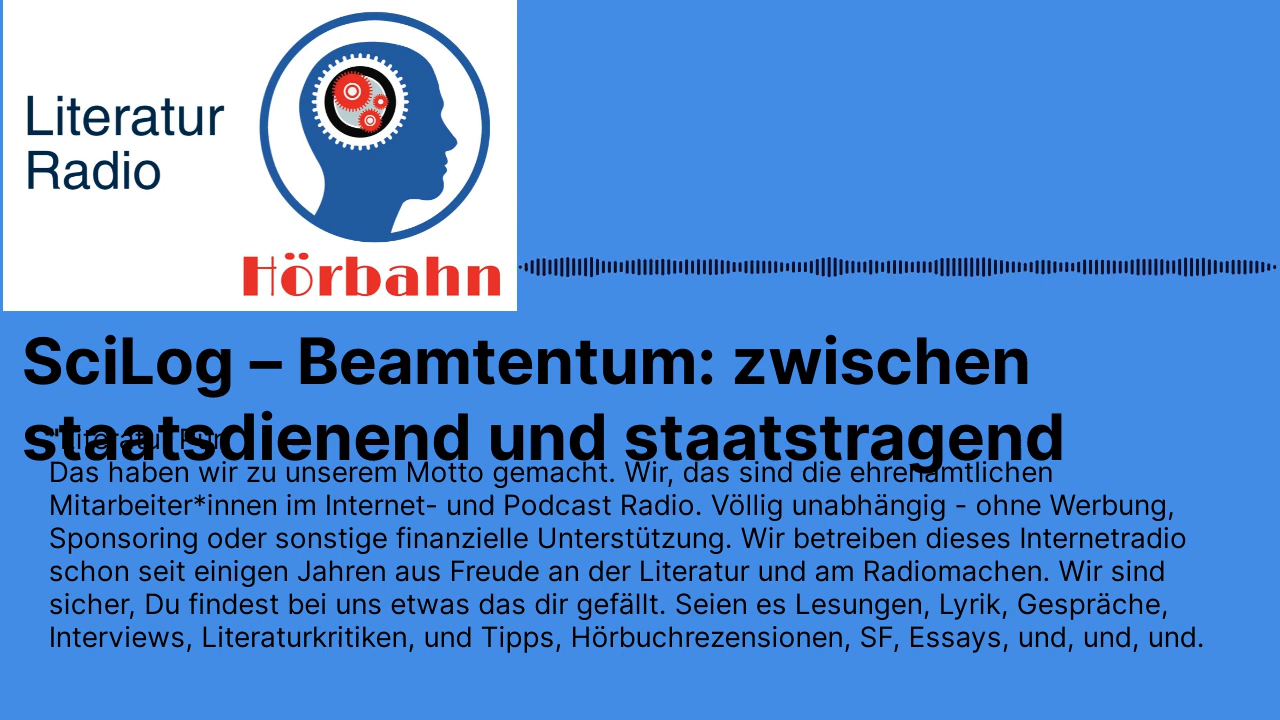 Literatur
Radio
Hörbahn
SciLog – Beamtentum: zwischen
staatsdienend und staatstragend
Das haben wir zu unserem Motto gemacht. Wir, das sind die ehrenamtlichen
Mitarbeiter*innen im Internet- und Podcast Radio. Völlig unabhängig - ohne Werbung,
Sponsoring oder sonstige finanzielle Unterstützung. Wir betreiben dieses Internetradio
schon seit einigen Jahren aus Freude an der Literatur und am Radiomachen. Wir sind
sicher, Du findest bei uns etwas das dir gefällt. Seien es Lesungen, Lyrik, Gespräche,
Interviews, Literaturkritiken, und Tipps, Hörbuchrezensionen, SF, Essays, und, und, und.